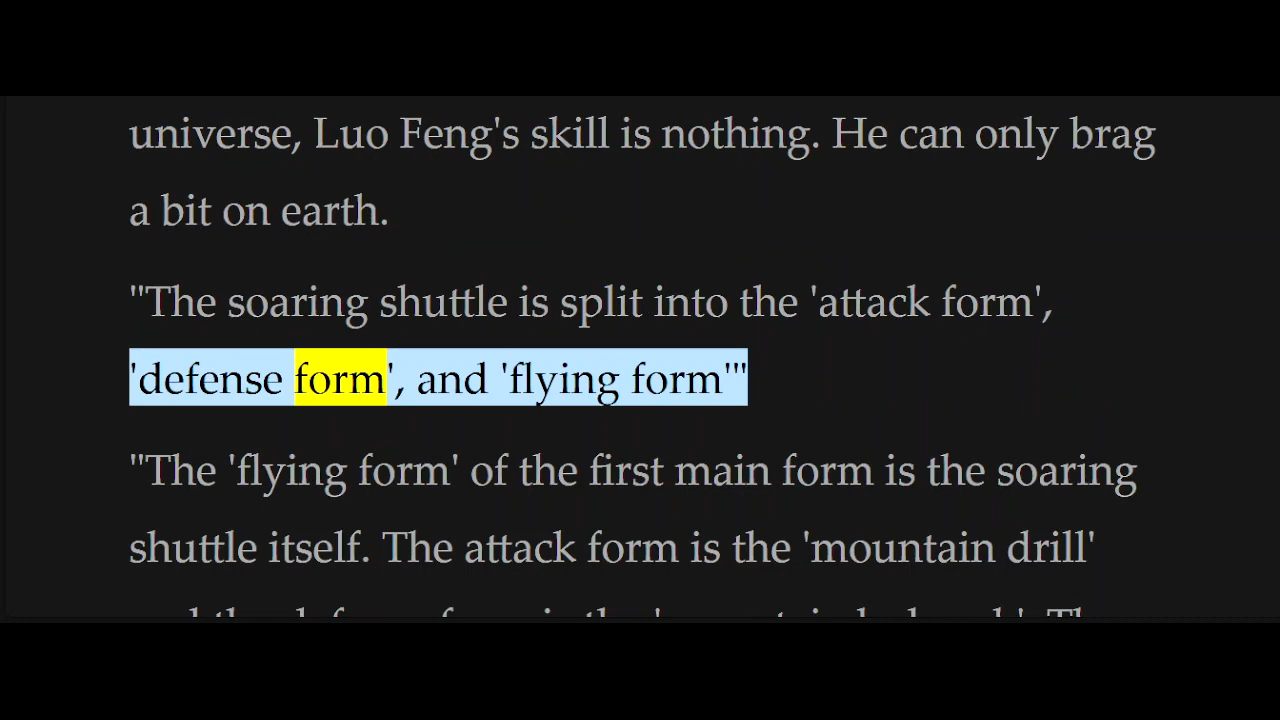 universe, Luo Feng's skill is nothing. He can only brag
a bit on earth.
"The soaring shuttle is split into the 'attack form',
'defense form', and 'flying form'"
"The 'flying form' of the first main form is the soaring
shuttle itself. The attack form is the 'mountain drill'